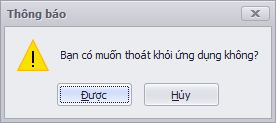 Thông báo
Bạn có muốn thoát khỏi ứng dụng không?
Được
Hủy